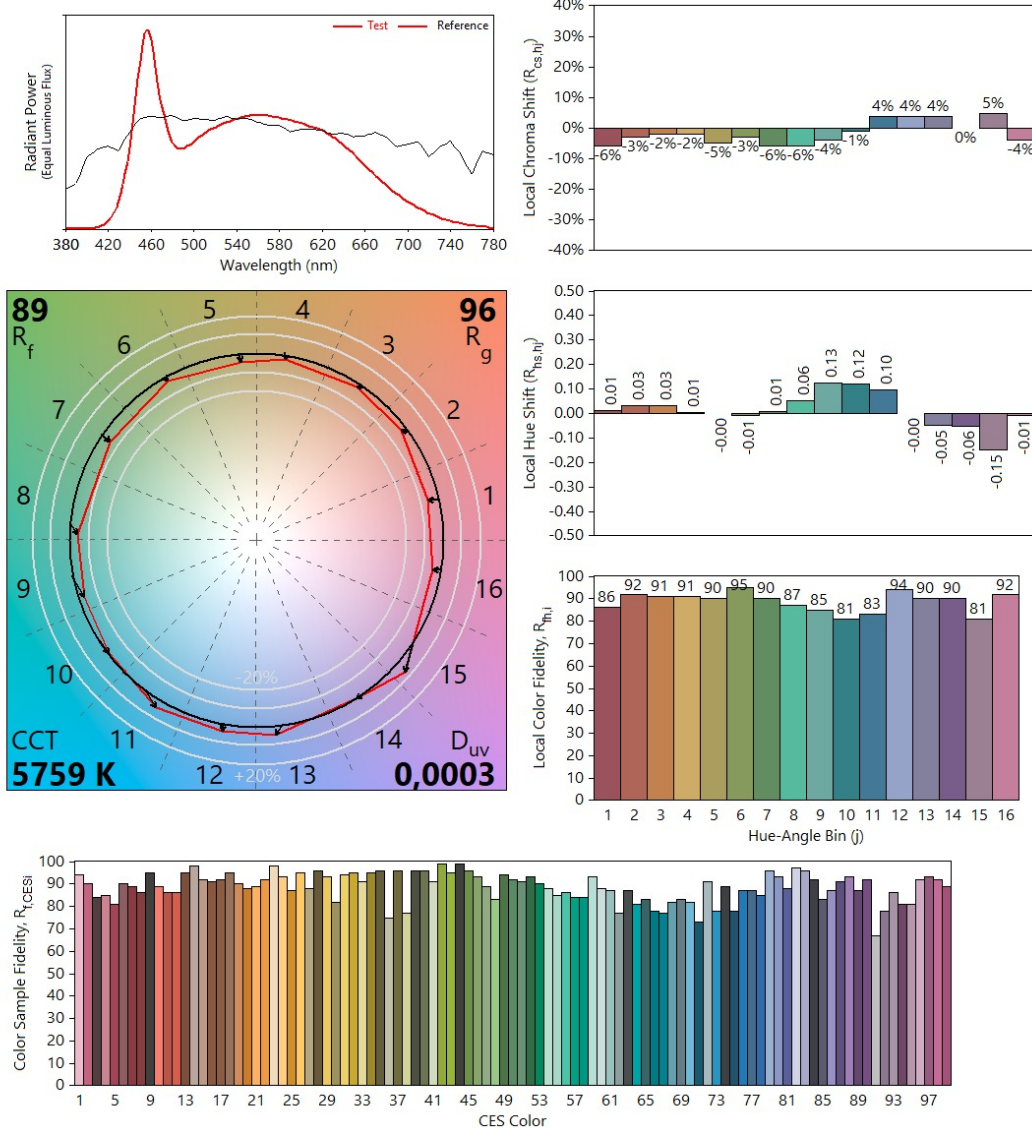 Test Reference
Radiant Power
(Equal Luminous Flux)
380 420 460 500 540 580 620 660 700 740 780
Wavelength (nm)
Local Chroma Shift (Rcs,hj)
40%
30%
20%
10%
0%
-10%
-20%
-30%
-40%
-6% -3% -2% -2% -5% -3% -6% -6% -4% -1% 4% 4% 4% 0% 5% -4%
89
Rf
96
Rg
5 4
6 3
7 2
8 1
9 16
10 15
11 14
12 13
-20%
+20%
CCT
5759 K
Duv
0,0003
Local Hue Shift (Rhs,hj)
0.50
0.40
0.30
0.20
0.10
0.00
-0.10
-0.20
-0.30
-0.40
-0.50
0.01 0.03 0.03 0.01 -0.00 -0.01 0.01 0.06 0.13 0.12 0.10 -0.00 -0.05 -0.06 -0.15 -0.01
Local Color Fidelity, Rfh,i
100
90
80
70
60
50
40
30
20
10
0
86 92 91 91 90 95 90 87 85 81 83 94 90 90 81 92
1 2 3 4 5 6 7 8 9 10 11 12 13 14 15 16
Hue-Angle Bin (j)
Color Sample Fidelity, Rf,CESi
100
90
80
70
60
50
40
30
20
10
0
1 5 9 13 17 21 25 29 33 37 41 45 49 53 57 61 65 69 73 77 81 85 89 93 97
CES Color